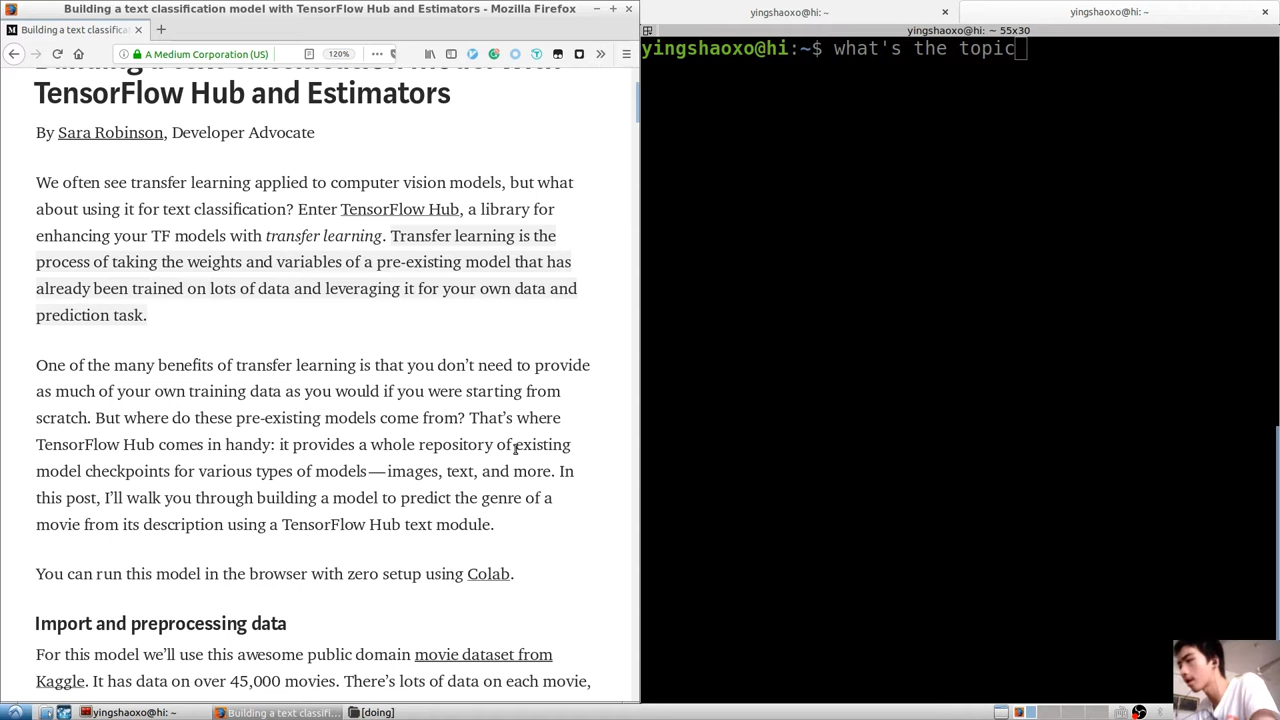 Building a text classification model with TensorFlow Hub and Estimators - Mozilla Firefox
Building a text classificat
A Medium Corporation (US)
120%
TensorFlow Hub and Estimators
By Sara Robinson, Developer Advocate
We often see transfer learning applied to computer vision models, but what
about using it for text classification? Enter TensorFlow Hub, a library for
enhancing your TF models with transfer learning. Transfer learning is the
process of taking the weights and variables of a pre-existing model that has
already been trained on lots of data and leveraging it for your own data and
prediction task.
One of the many benefits of transfer learning is that you don’t need to provide
as much of your own training data as you would if you were starting from
scratch. But where do these pre-existing models come from? That’s where
TensorFlow Hub comes in handy: it provides a whole repository of existing
model checkpoints for various types of models — images, text, and more. In
this post, I’ll walk you through building a model to predict the genre of a
movie from its description using a TensorFlow Hub text module.
You can run this model in the browser with zero setup using Colab.
Import and preprocessing data
For this model we’ll use this awesome public domain movie dataset from
Kaggle. It has data on over 45,000 movies. There’s lots of data on each movie,
yingshaoxo@hi: ~
yingshaoxo@hi: ~
yingshaoxo@hi: ~ 55x30
yingshaoxo@hi:~$ what's the topic
yingshaoxo@hi: ~
Building a text classifi...
[doing]